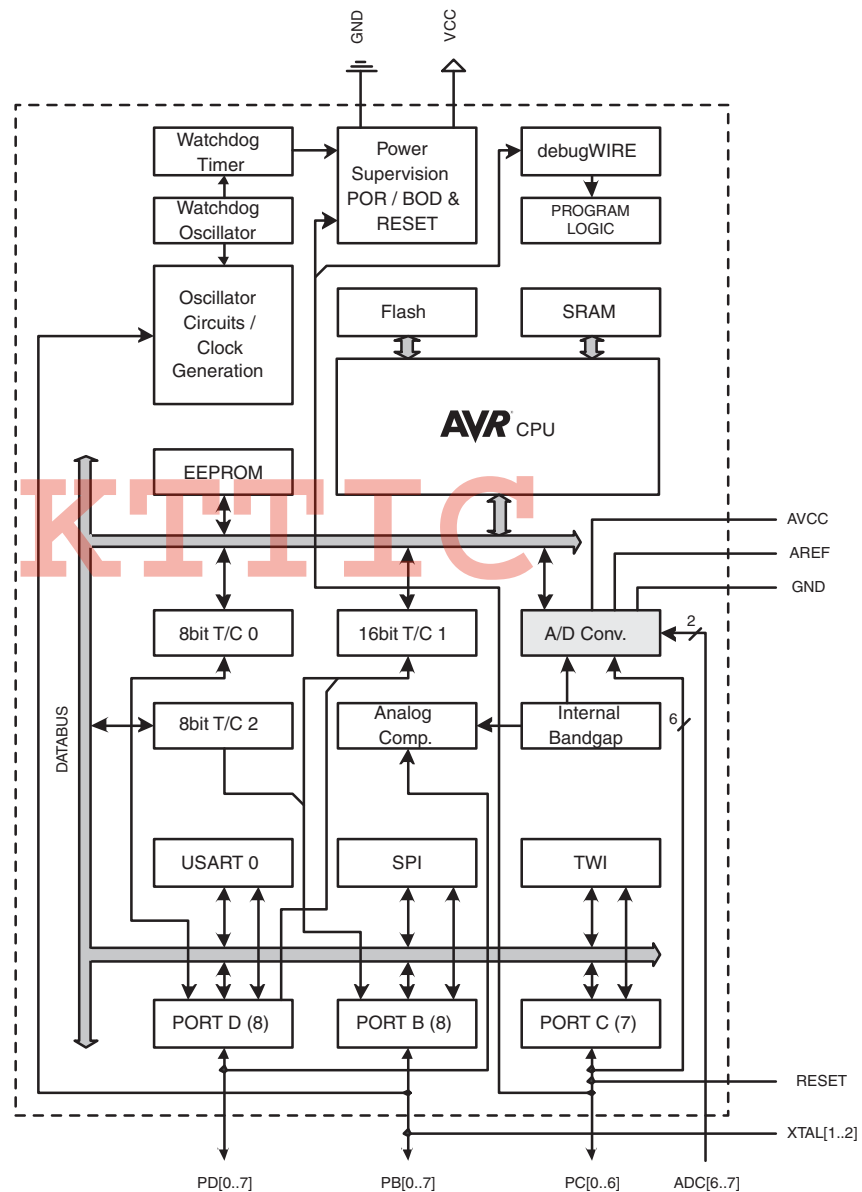 GND
VCC
Watchdog
Timer
Power
Supervision
POR / BOD &
RESET
debugWIRE
Watchdog
Oscillator
PROGRAM
LOGIC
Oscillator
Circuits /
Clock
Generation
Flash
SRAM
AVR CPU
EEPROM
KTTIC
AVCC
AREF
GND
8bit T/C 0
16bit T/C 1
A/D Conv.
2
DATABUS
8bit T/C 2
Analog
Comp.
Internal
Bandgap
6
USART 0
SPI
TWI
PORT D (8)
PORT B (8)
PORT C (7)
RESET
XTAL[1..2]
PD[0..7]
PB[0..7]
PC[0..6]
ADC[6..7]